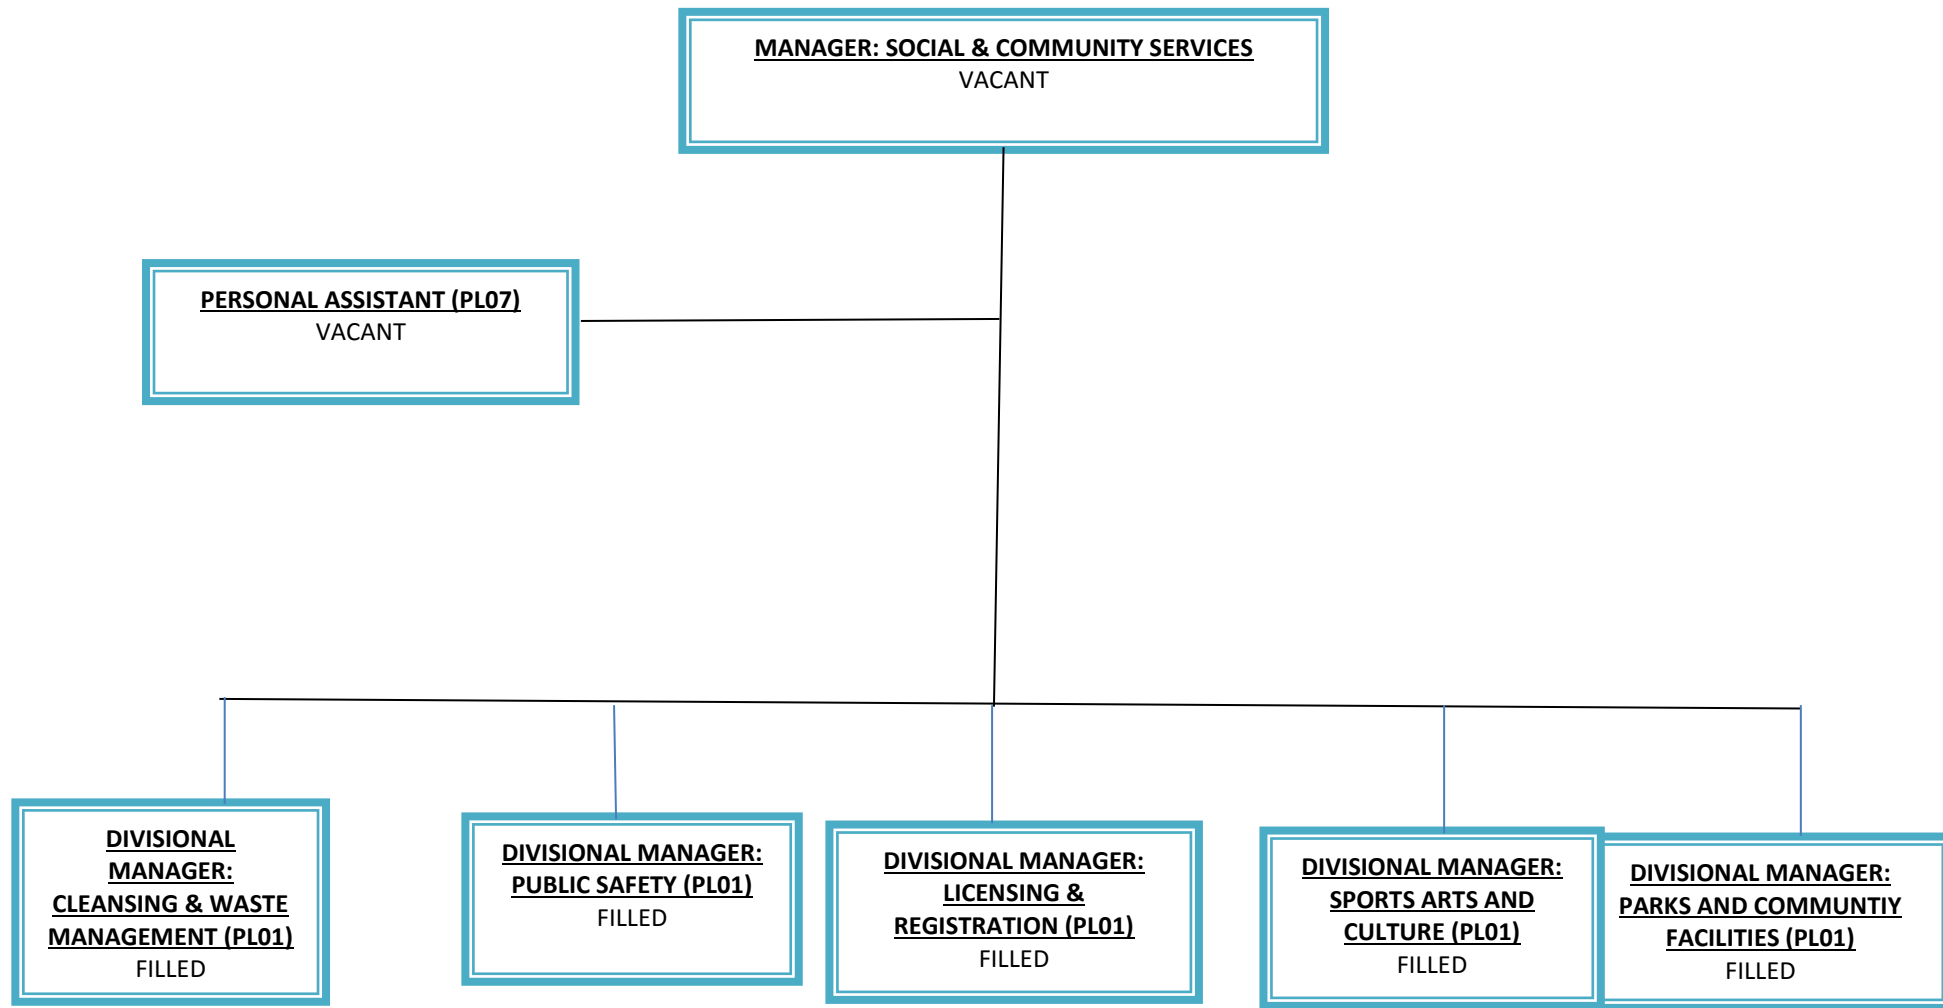 MANAGER: SOCIAL & COMMUNITY SERVICES
VACANT
PERSONAL ASSISTANT (PL07)
VACANT
DIVISIONAL
MANAGER:
CLEANSING & WASTE
MANAGEMENT (PL01)
FILLED
DIVISIONAL MANAGER:
PUBLIC SAFETY (PL01)
FILLED
DIVISIONAL MANAGER:
LICENSING &
REGISTRATION (PL01)
FILLED
DIVISIONAL MANAGER:
SPORTS ARTS AND
CULTURE (PL01)
FILLED
DIVISIONAL MANAGER:
PARKS AND COMMUNTIY
FACILITIES (PL01)
FILLED